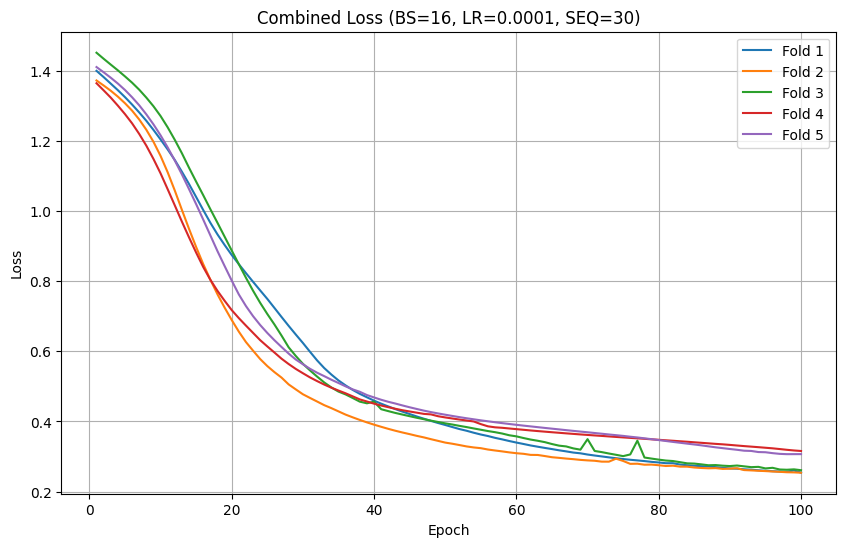 Combined Loss (BS=16, LR=0.0001, SEQ=30)
Fold 1
Fold 2
Fold 3
Fold 4
Fold 5
Loss
1.4
1.2
1.0
0.8
0.6
0.4
0.2
0 20 40 60 80 100
Epoch